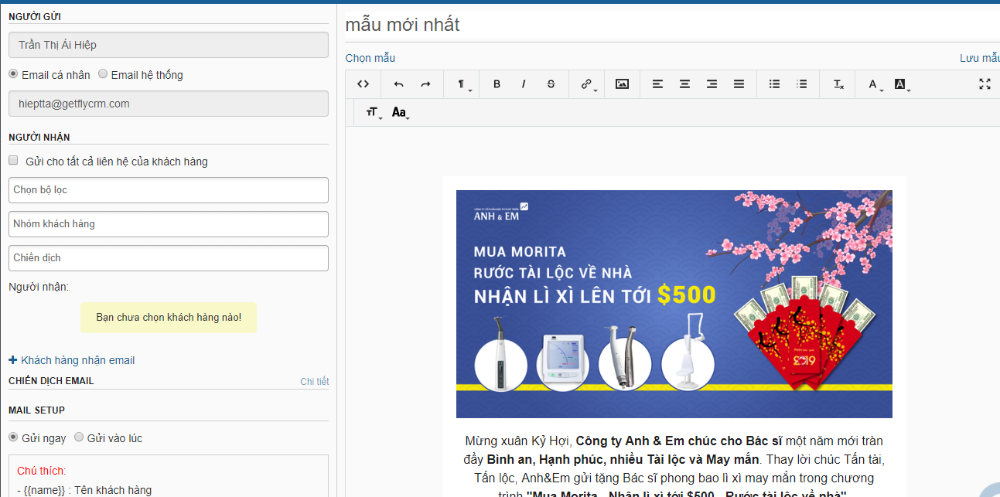 NGƯỜI GỬI
Trần Thị Ái Hiệp
Email cá nhân Email hệ thống
hieptta@getflycrm.com
NGƯỜI NHẬN
Gửi cho tất cả liên hệ của khách hàng
Chọn bộ lọc
Nhóm khách hàng
Chiến dịch
Người nhận:
Bạn chưa chọn khách hàng nào!
+ Khách hàng nhận email
CHIẾN DỊCH EMAIL Chi tiết
MAIL SETUP
Gửi ngay Gửi vào lúc
Chú thích:
- {{name}} : Tên khách hàng
mẫu mới nhất
Chọn mẫu Lưu mẫu
B I S A A
тT Aa
ANH & EM
MUA MORITA
RƯỚC TÀI LỘC VỀ NHÀ
NHẬN LÌ XÌ LÊN TỚI $500
2019
Mừng xuân Kỷ Hợi, Công ty Anh & Em chúc cho Bác sĩ một năm mới tràn
đầy Bình an, Hạnh phúc, nhiều Tài lộc và May mắn. Thay lời chúc Tấn tài,
Tấn lộc, Anh&Em gửi tặng Bác sĩ phong bao lì xì may mắn trong chương
trình "Mua Morita - Nhận lì xì tới $500 - Rước tài lộc về nhà"